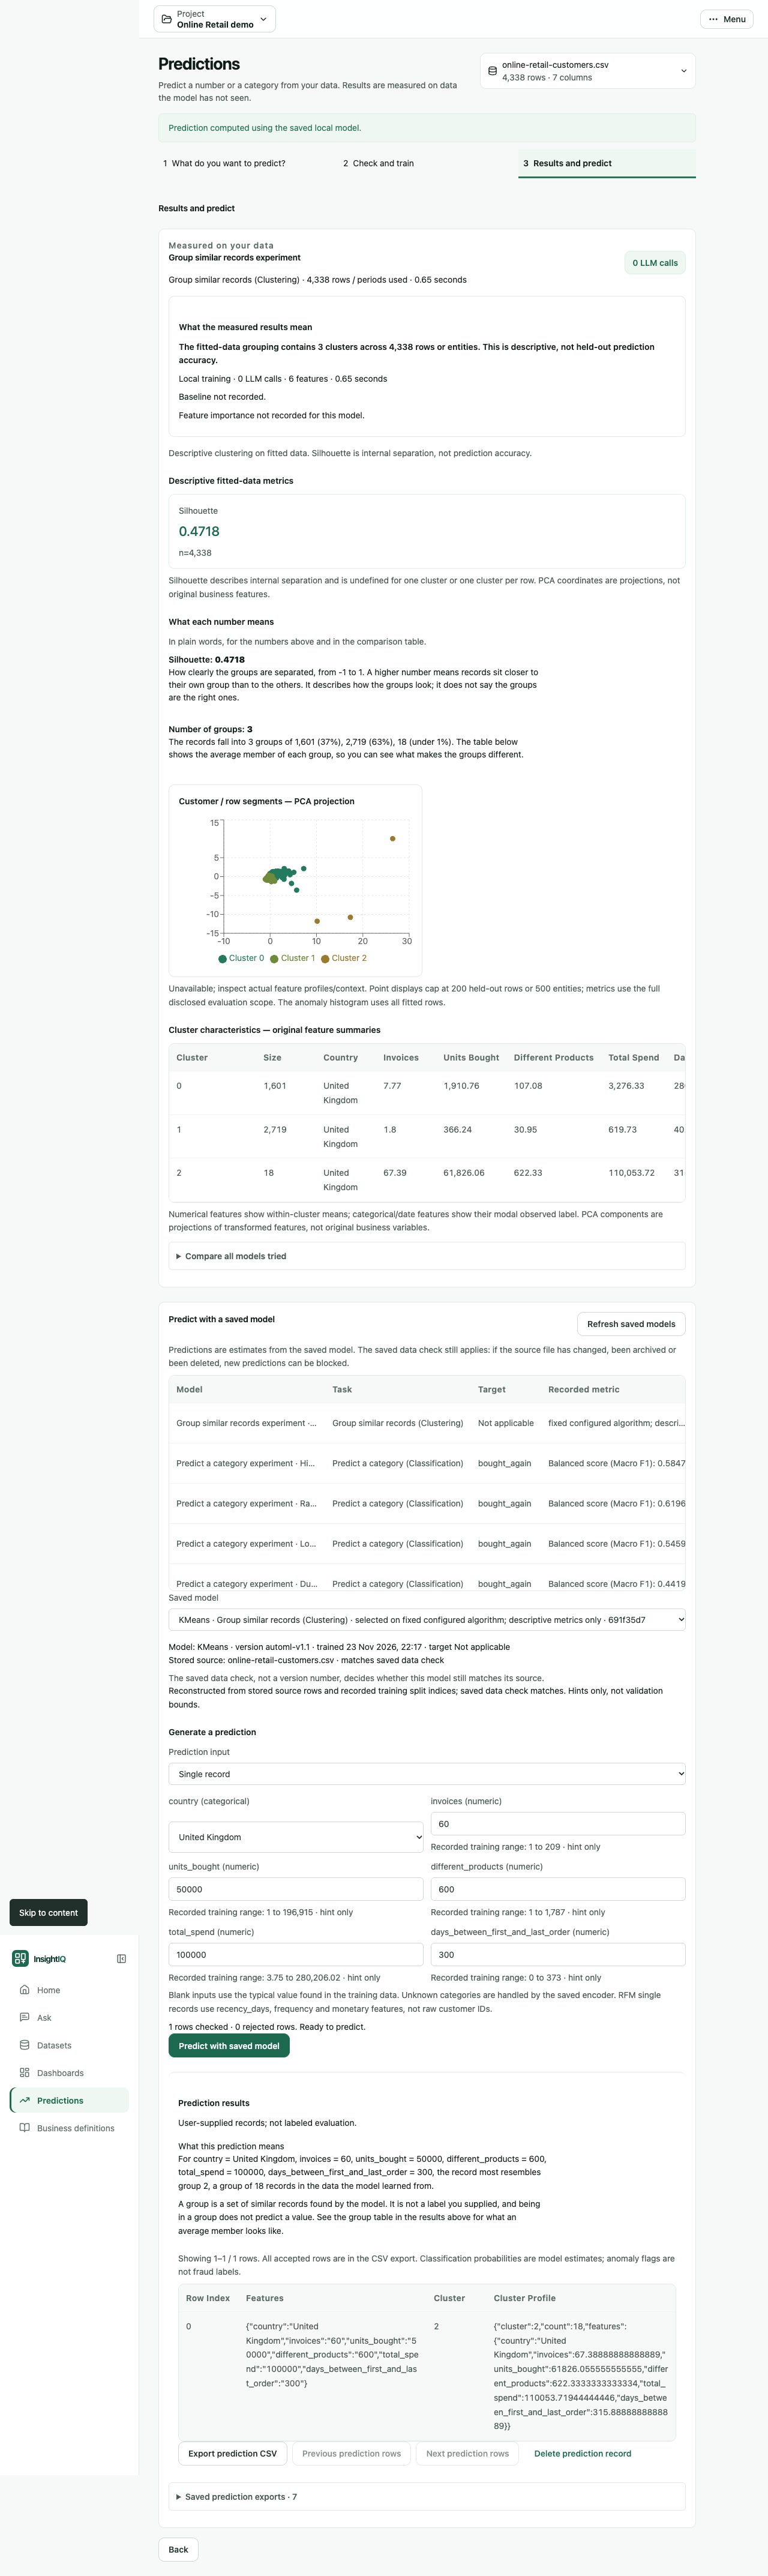 Project
Online Retail demo
Menu
Predictions
Predict a number or a category from your data. Results are measured on data
the model has not seen.
online-retail-customers.csv
4,338 rows · 7 columns
Prediction computed using the saved local model.
1 What do you want to predict?
2 Check and train
3 Results and predict
Results and predict
Measured on your data
Group similar records experiment
0 LLM calls
Group similar records (Clustering) · 4,338 rows / periods used · 0.65 seconds
What the measured results mean
The fitted-data grouping contains 3 clusters across 4,338 rows or entities. This is descriptive, not held-out prediction
accuracy.
Local training · 0 LLM calls · 6 features · 0.65 seconds
Baseline not recorded.
Feature importance not recorded for this model.
Descriptive clustering on fitted data. Silhouette is internal separation, not prediction accuracy.
Descriptive fitted-data metrics
Silhouette
0.4718
n=4,338
Silhouette describes internal separation and is undefined for one cluster or one cluster per row. PCA coordinates are projections, not
original business features.
What each number means
In plain words, for the numbers above and in the comparison table.
Silhouette: 0.4718
How clearly the groups are separated, from -1 to 1. A higher number means records sit closer to
their own group than to the others. It describes how the groups look; it does not say the groups
are the right ones.
Number of groups: 3
The records fall into 3 groups of 1,601 (37%), 2,719 (63%), 18 (under 1%). The table below
shows the average member of each group, so you can see what makes the groups different.
Customer / row segments — PCA projection
15
5
0
-5
-10
-15
-10 0 10 20 30
Cluster 0 Cluster 1 Cluster 2
Unavailable; inspect actual feature profiles/context. Point displays cap at 200 held-out rows or 500 entities; metrics use the full
disclosed evaluation scope. The anomaly histogram uses all fitted rows.
Cluster characteristics — original feature summaries
Cluster Size Country Invoices Units Bought Different Products Total Spend Da
0 1,601 United Kingdom 7.77 1,910.76 107.08 3,276.33 28
1 2,719 United Kingdom 1.8 366.24 30.95 619.73 40
2 18 United Kingdom 67.39 61,826.06 622.33 110,053.72 31
Numerical features show within-cluster means; categorical/date features show their modal observed label. PCA components are
projections of transformed features, not original business variables.
Compare all models tried
Predict with a saved model
Refresh saved models
Predictions are estimates from the saved model. The saved data check still applies: if the source file has changed, been archived or
been deleted, new predictions can be blocked.
Model Task Target Recorded metric
Group similar records experiment ·... Group similar records (Clustering) Not applicable fixed configured algorithm; descri...
Predict a category experiment · Hi... Predict a category (Classification) bought_again Balanced score (Macro F1): 0.5847
Predict a category experiment · Ra... Predict a category (Classification) bought_again Balanced score (Macro F1): 0.6196
Predict a category experiment · Lo... Predict a category (Classification) bought_again Balanced score (Macro F1): 0.5459
Predict a category experiment · Du... Predict a category (Classification) bought_again Balanced score (Macro F1): 0.4419
Saved model
KMeans · Group similar records (Clustering) · selected on fixed configured algorithm; descriptive metrics only · 691f35d7
Model: KMeans · version automl-v1.1 · trained 23 Nov 2026, 22:17 · target Not applicable
Stored source: online-retail-customers.csv · matches saved data check
The saved data check, not a version number, decides whether this model still matches its source.
Reconstructed from stored source rows and recorded training split indices; saved data check matches. Hints only, not validation
bounds.
Generate a prediction
Prediction input
Single record
country (categorical)
United Kingdom
invoices (numeric)
60
Recorded training range: 1 to 209 · hint only
units_bought (numeric)
50000
Recorded training range: 1 to 196,915 · hint only
different_products (numeric)
600
Recorded training range: 1 to 1,787 · hint only
total_spend (numeric)
100000
Recorded training range: 3.75 to 280,206.02 · hint only
days_between_first_and_last_order (numeric)
300
Recorded training range: 0 to 373 · hint only
Blank inputs use the typical value found in the training data. Unknown categories are handled by the saved encoder. RFM single
records use recency_days, frequency and monetary features, not raw customer IDs.
1 rows checked · 0 rejected rows. Ready to predict.
Predict with saved model
Skip to content
InsightIQ
Home
Ask
Datasets
Dashboards
Predictions
Business definitions
Prediction results
User-supplied records; not labeled evaluation.
What this prediction means
For country = United Kingdom, invoices = 60, units_bought = 50000, different_products = 600,
total_spend = 100000, days_between_first_and_last_order = 300, the record most resembles
group 2, a group of 18 records in the data the model learned from.
A group is a set of similar records found by the model. It is not a label you supplied, and being
in a group does not predict a value. See the group table in the results above for what an
average member looks like.
Showing 1–1 / 1 rows. All accepted rows are in the CSV export. Classification probabilities are model estimates; anomaly flags are
not fraud labels.
Row Index Features Cluster Cluster Profile
0
{"country":"United
Kingdom","invoices":"60","units_bought":"5
0000","different_products":"600","total_spe
nd":"100000","days_between_first_and_las
t_order":"300"}
2
{"cluster":2,"count":18,"features":
{"country":"United
Kingdom","invoices":67.38888888888889,"
units_bought":61826.055555555555,"differ
ent_products":622.3333333333334,"total_
spend":110053.71944444446,"days_betwe
en_first_and_last_order":315.88888888888
89}}
Export prediction CSV
Previous prediction rows
Next prediction rows
Delete prediction record
Saved prediction exports · 7
Back